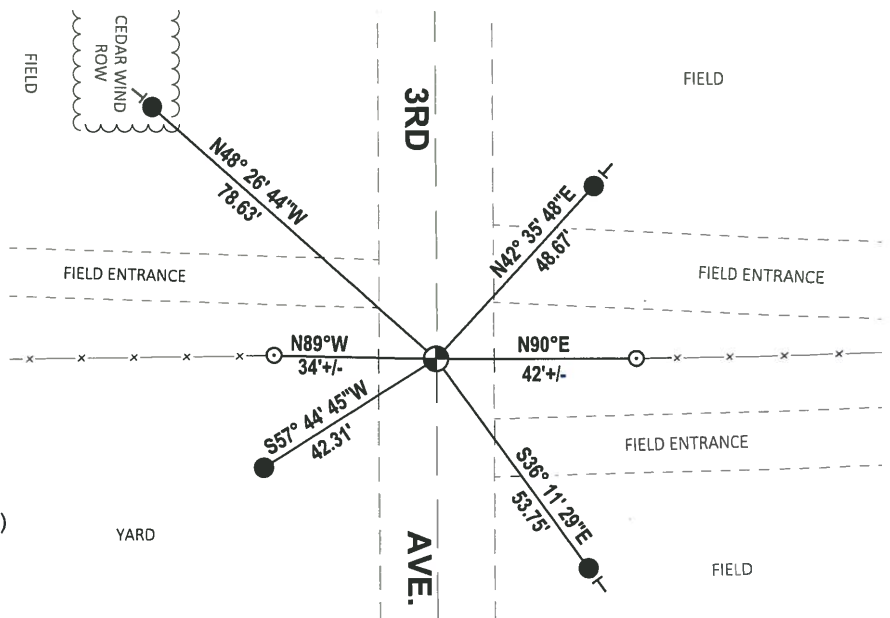 CEDAR WIND
ROW
FIELD
3RD
FIELD
N48° 26' 44"W
78.63'
N42° 35' 48"E
48.67'
FIELD ENTRANCE
FIELD ENTRANCE
N89°W
34'+/-
N90°E
42'+/-
S57° 44' 45"W
42.31'
FIELD ENTRANCE
S36° 11' 29"E
53.75'
)
YARD
AVE.
FIELD